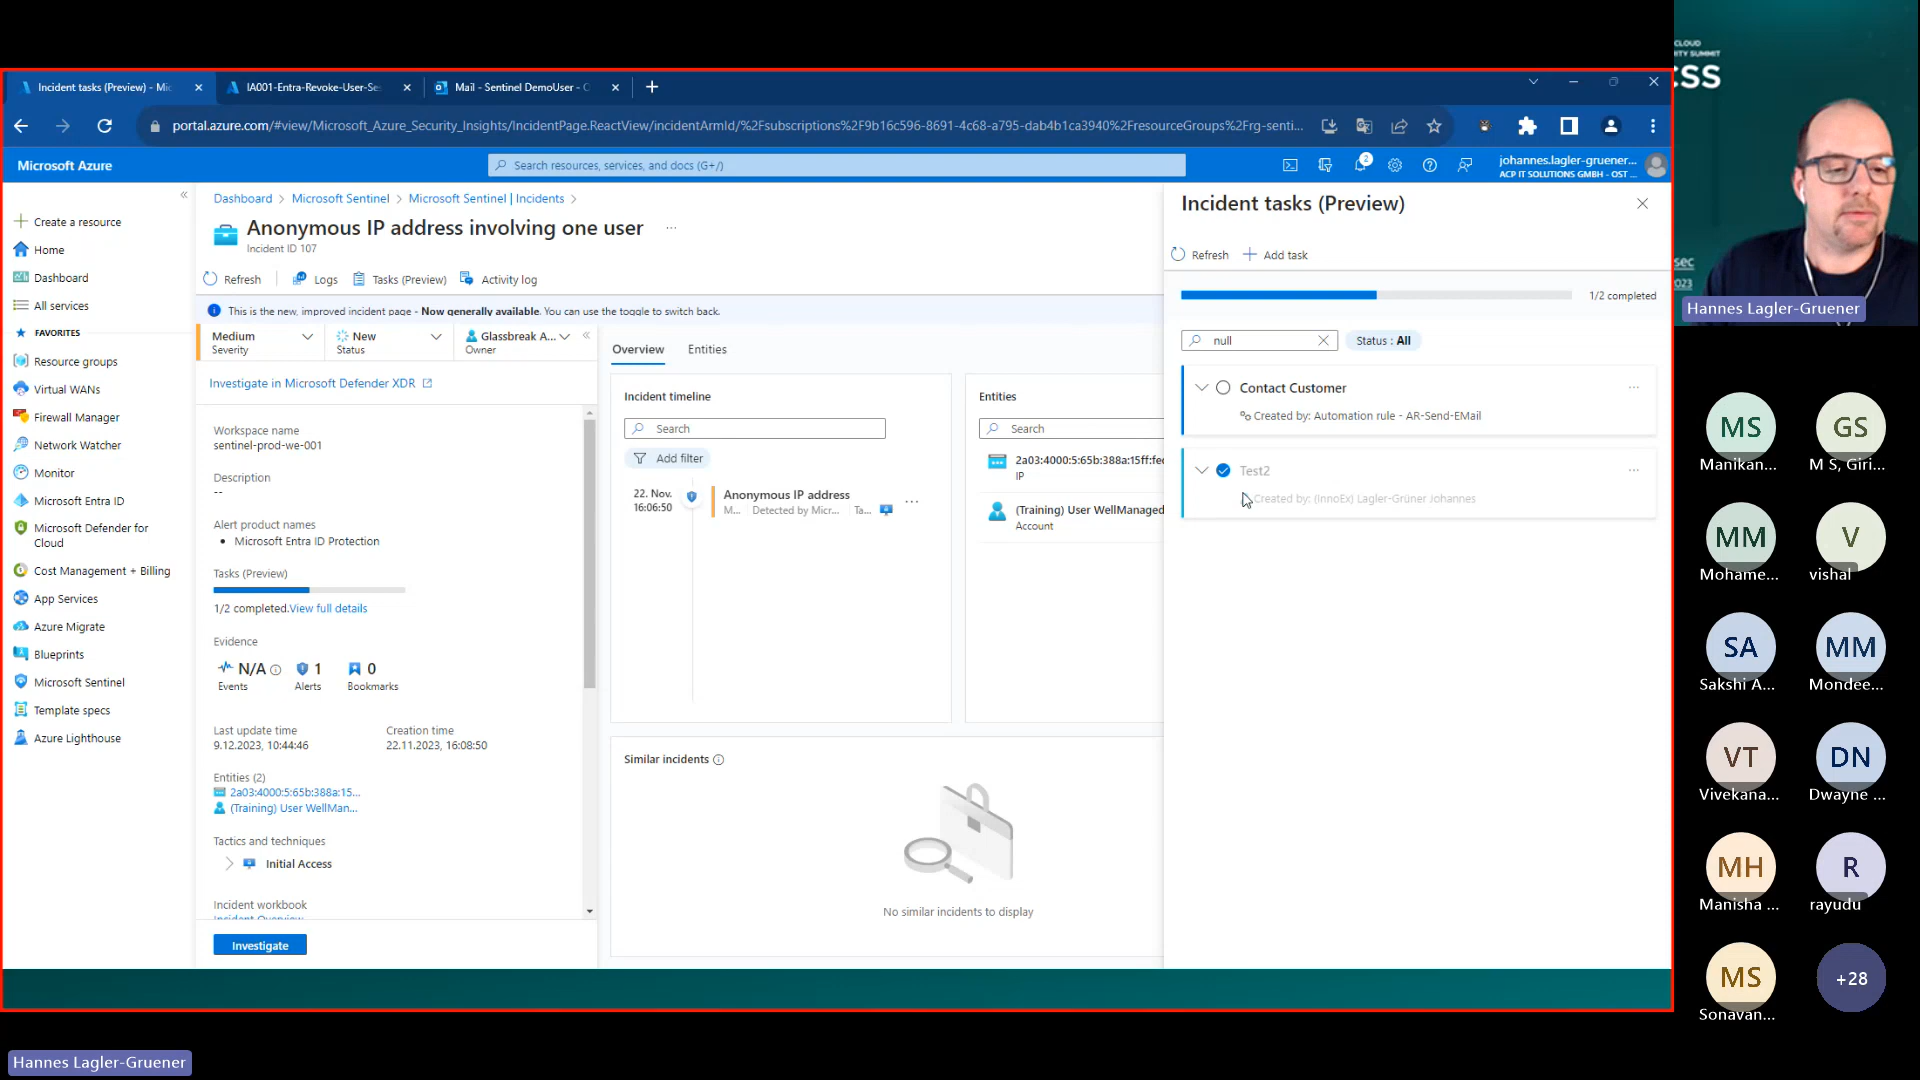 Incident tasks (Preview) - Mic
IA001-Entra-Revoke-User-Se
Mail - Sentinel DemoUser - O
portal.azure.com/#view/Microsoft_Azure_Security_Insights/IncidentPage.ReactView/incidentArmId/%2Fsubscriptions%2F9b16c596-8691-4c68-a795-dab4b1ca3940%2FresourceGroups%2Frg-senti...
Microsoft Azure
Search resources, services, and docs (G+/)
2
johannes.lagler-gruener...
ACP IT SOLUTIONS GMBH - OST ...
Create a resource
Home
Dashboard
All services
FAVORITES
Resource groups
Virtual WANs
Firewall Manager
Network Watcher
Monitor
Microsoft Entra ID
Microsoft Defender for
Cloud
Cost Management + Billing
App Services
Azure Migrate
Blueprints
Microsoft Sentinel
Template specs
Azure Lighthouse
Dashboard > Microsoft Sentinel > Microsoft Sentinel | Incidents >
Anonymous IP address involving one user ...
Incident ID 107
Refresh
Logs
Tasks (Preview)
Activity log
This is the new, improved incident page - Now generally available. You can use the toggle to switch back.
Medium
Severity
New
Status
Glassbreak A...
Owner
Investigate in Microsoft Defender XDR
Workspace name
sentinel-prod-we-001
Description
--
Alert product names
• Microsoft Entra ID Protection
Tasks (Preview)
1/2 completed.View full details
Evidence
N/A
Events
1
Alerts
0
Bookmarks
Last update time
9.12.2023, 10:44:46
Creation time
22.11.2023, 16:08:50
Entities (2)
2a03:4000:5:65b:388a:15...
(Training) User WellMan...
Tactics and techniques
Initial Access
Incident workbook
Incident Overview
Investigate
Overview
Entities
Incident timeline
Search
Add filter
22. Nov.
16:06:50
Anonymous IP address
M... Detected by Micr... Ta...
...
Entities
Search
2a03:4000:5:65b:388a:15ff:fec
IP
(Training) User WellManaged
Account
Similar incidents
No similar incidents to display
Incident tasks (Preview)
Refresh
Add task
1/2 completed
null
Status : All
Contact Customer
...
Created by: Automation rule - AR-Send-EMail
Test2
...
Created by: (InnoEx) Lagler-Grüner Johannes
CLOUD
ITY SUMMIT
CSS
sec
023
Hannes Lagler-Gruener
MS
Manikan...
GS
M S, Giri...
MM
Mohame...
V
vishal
SA
Sakshi A...
MM
Mondee...
VT
Vivekana...
DN
Dwayne ...
MH
Manisha ...
R
rayudu
MS
Sonavan...
+28
Hannes Lagler-Gruener